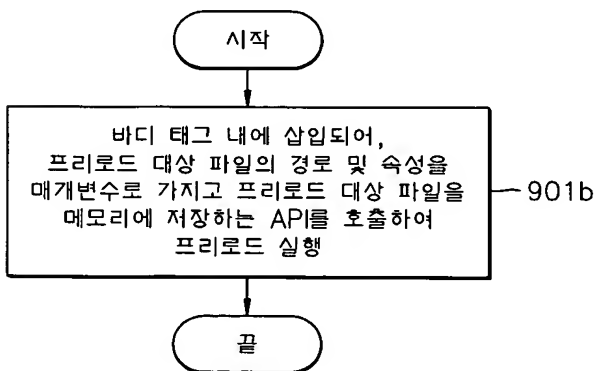 시작
바디 태그 내에 삽입되어,
프리로드 대상 파일의 경로 및 속성을
매개변수로 가지고 프리로드 대상 파일을
메모리에 저장하는 API를 호출하여
프리로드 실행
901b
끝